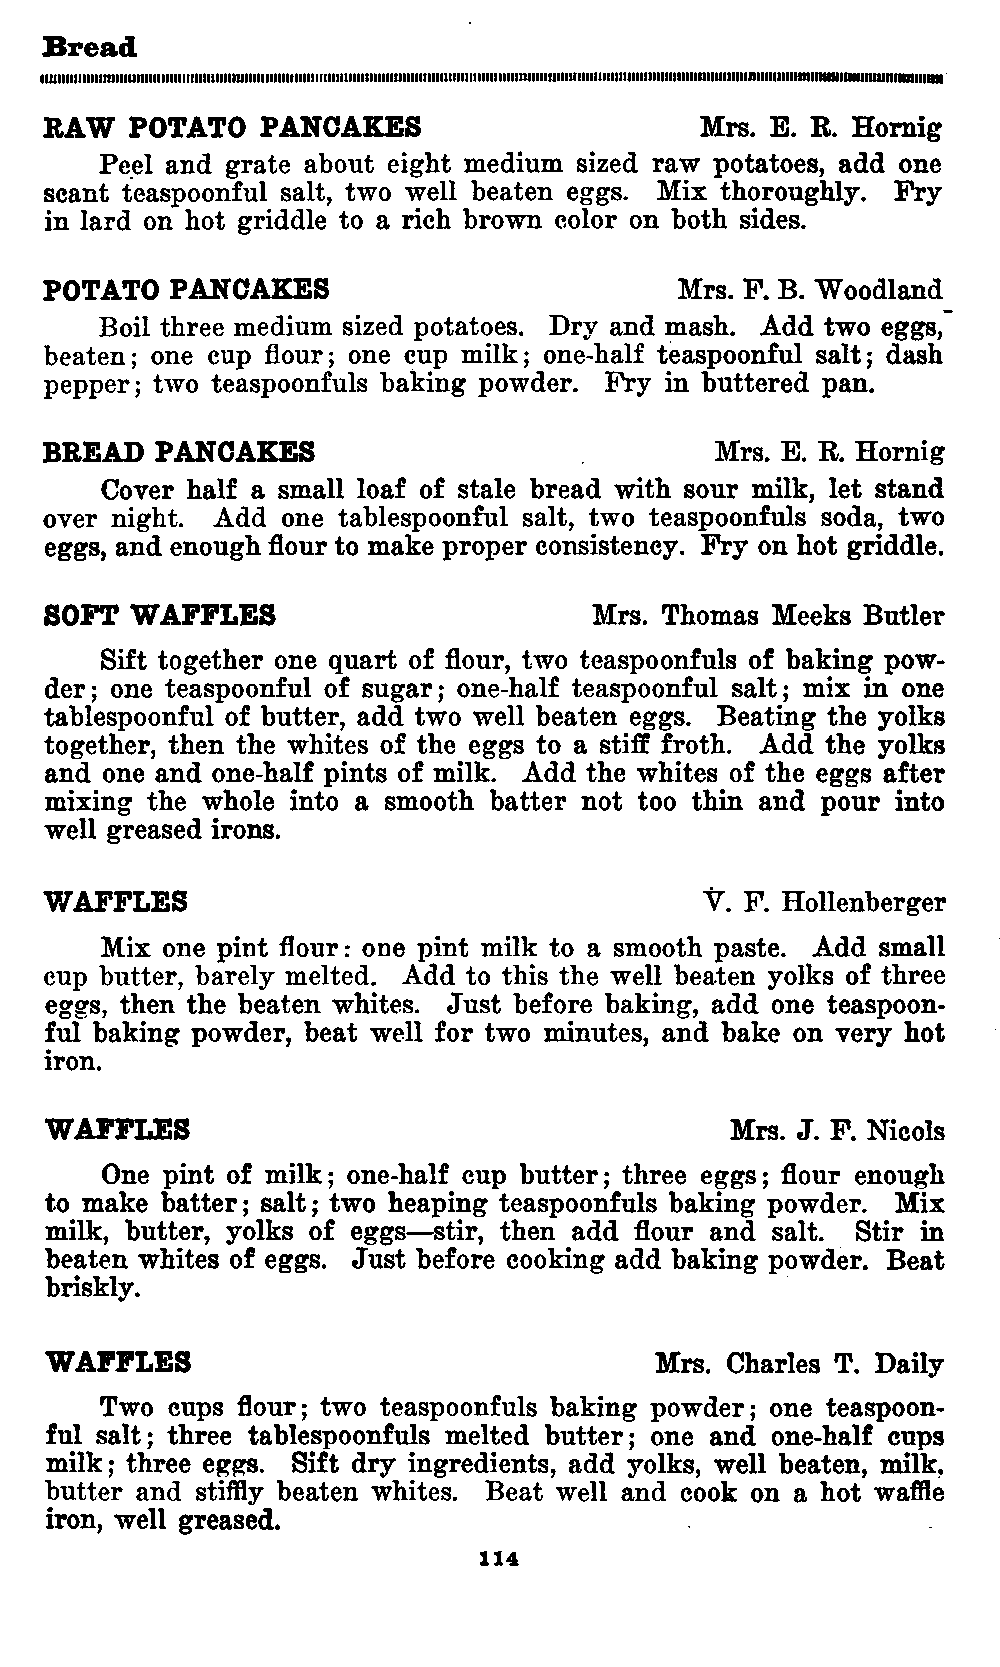 Bread
RAW POTATO PANCAKES Mrs. E. R. Hornig
Peel and grate about eight medium sized raw potatoes, add one
scant teaspoonful salt, two well beaten eggs. Mix thoroughly. Fry
in lard on hot griddle to a rich brown color on both sides.
POTATO PANCAKES Mrs. F. B. Woodland
Boil three medium sized potatoes. Dry and mash. Add two eggs,
beaten; one cup flour; one cup milk; one-half teaspoonful salt; dash
pepper; two teaspoonfuls baking powder. Fry in buttered pan.
BREAD PANCAKES Mrs. E. R. Hornig
Cover half a small loaf of stale bread with sour milk, let stand
over night. Add one tablespoonful salt, two teaspoonfuls soda, two
eggs, and enough flour to make proper consistency. Fry on hot griddle.
SOFT WAFFLES Mrs. Thomas Meeks Butler
Sift together one quart of flour, two teaspoonfuls of baking pow-
der; one teaspoonful of sugar; one-half teaspoonful salt; mix in one
tablespoonful of butter, add two well beaten eggs. Beating the yolks
together, then the whites of the eggs to a stiff froth. Add the yolks
and one and one-half pints of milk. Add the whites of the eggs after
mixing the whole into a smooth batter not too thin and pour into
well greased irons.
WAFFLES V. F. Hollenberger
Mix one pint flour: one pint milk to a smooth paste. Add small
cup butter, barely melted. Add to this the well beaten yolks of three
eggs, then the beaten whites. Just before baking, add one teaspoon-
ful baking powder, beat well for two minutes, and bake on very hot
iron.
WAFFLES Mrs. J. F. Nicols
One pint of milk; one-half cup butter; three eggs; flour enough
to make batter; salt; two heaping teaspoonfuls baking powder. Mix
milk, butter, yolks of eggs—stir, then add flour and salt. Stir in
beaten whites of eggs. Just before cooking add baking powder. Beat
briskly.
WAFFLES Mrs. Charles T. Daily
Two cups flour; two teaspoonfuls baking powder; one teaspoon-
ful salt; three tablespoonfuls melted butter; one and one-half cups
milk; three eggs. Sift dry ingredients, add yolks, well beaten, milk,
butter and stiffly beaten whites. Beat well and cook on a hot waffle
iron, well greased.
114